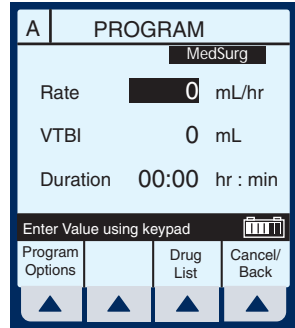 A PROGRAM
MedSurg
Rate 0 mL/hr
VTBI 0 mL
Duration 00:00 hr : min
Enter Value using keypad
Program Options
Drug List
Cancel/ Back